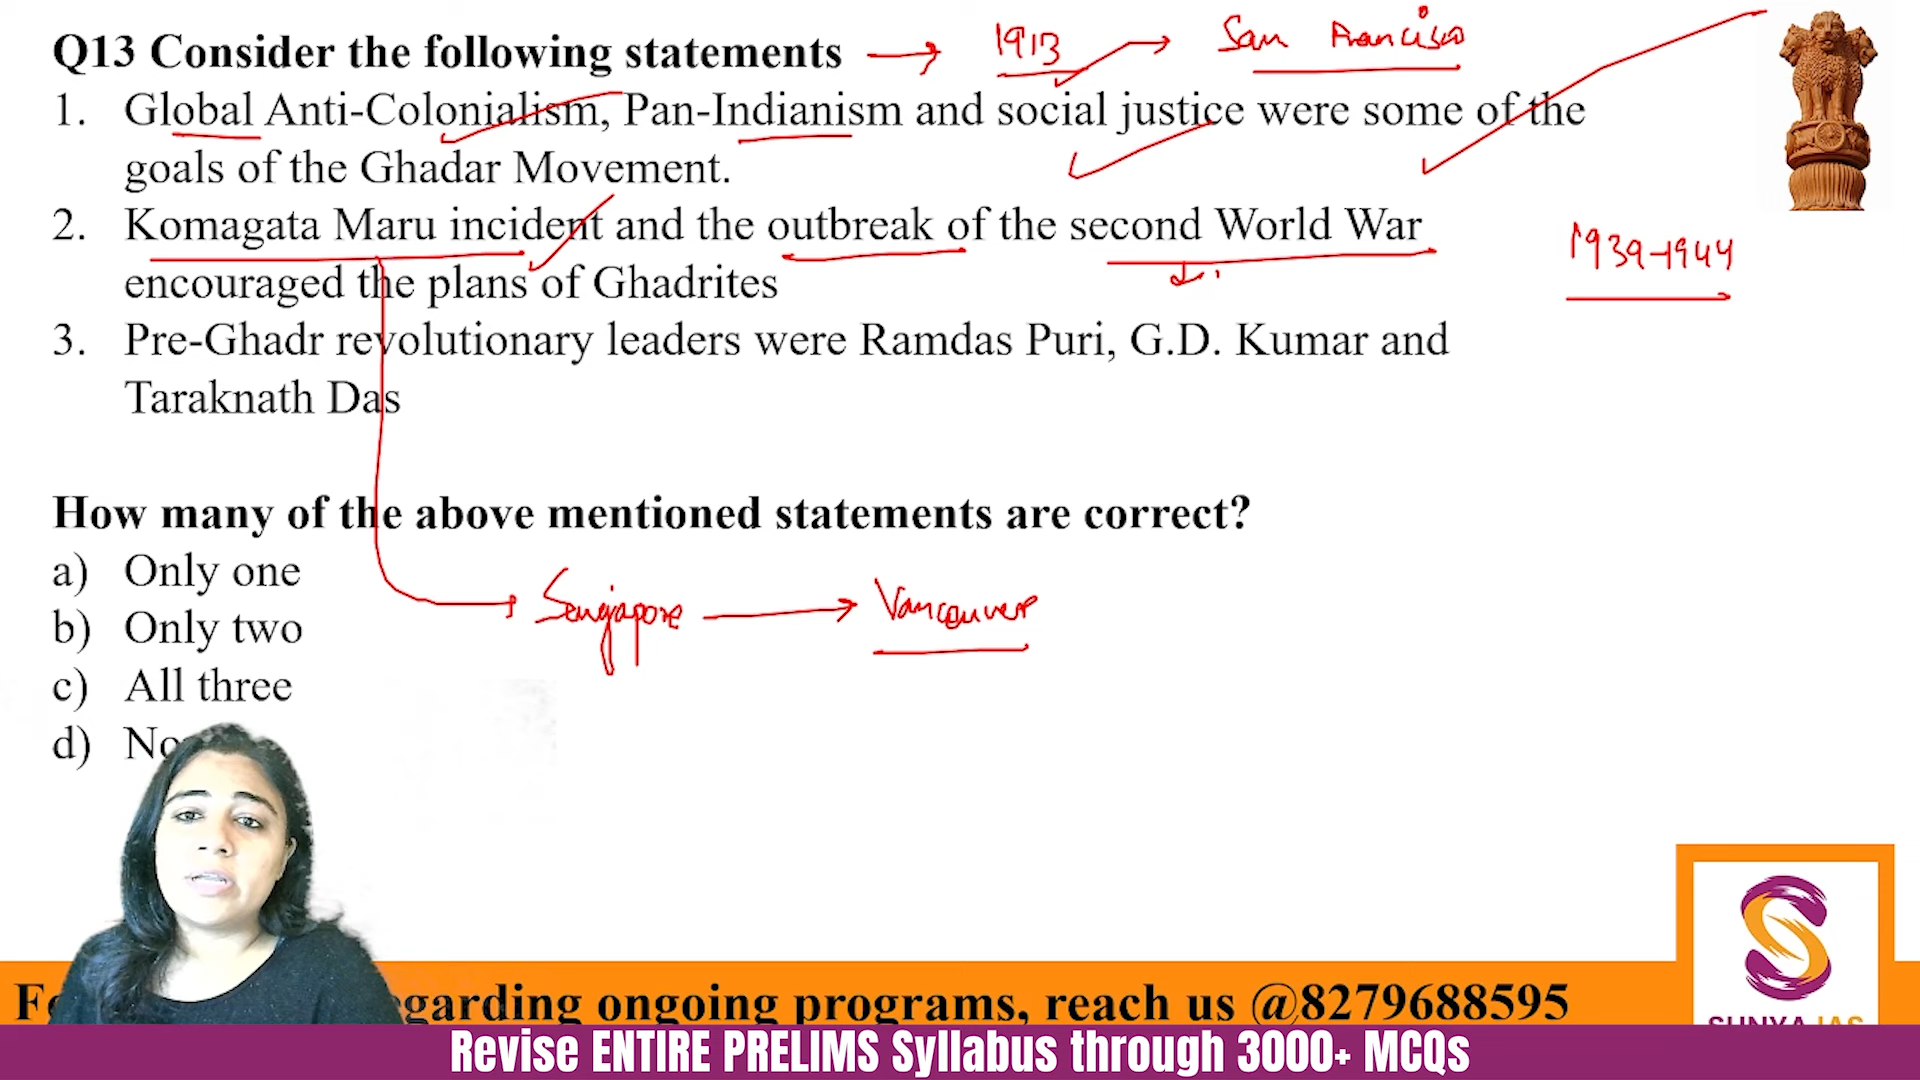 Q13 Consider the following statements → 1913 → San Francisco
1. Global Anti-Colonialism, Pan-Indianism and social justice were some of the
goals of the Ghadar Movement.
2. Komagata Maru incident and the outbreak of the second World War
1939-1944
encouraged the plans of Ghadrites
3. Pre-Ghadr revolutionary leaders were Ramdas Puri, G.D. Kumar and
Taraknath Das
How many of the above mentioned statements are correct?
a) Only one
Singapore → Vancouver
b) Only two
c) All three
d)
garding ongoing programs, reach us @8279688595
SUNYA IAS
Revise ENTIRE PRELIMS Syllabus through 3000+ MCQs